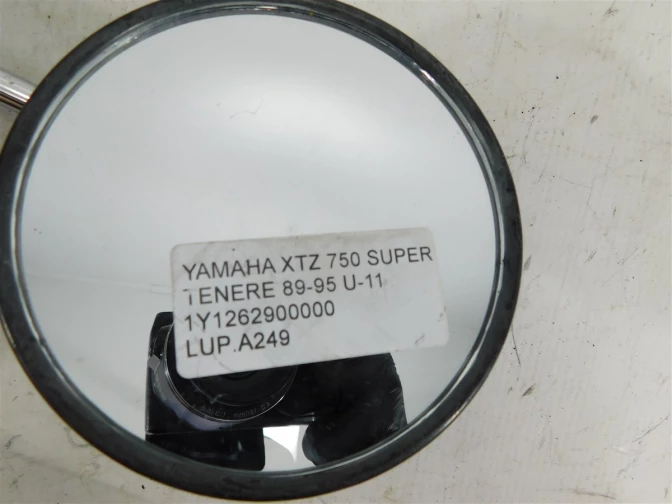 YAMAHA XTZ 750 SUPER
TENERE 89-95 U-11
1Y1262900000
LUP.A249